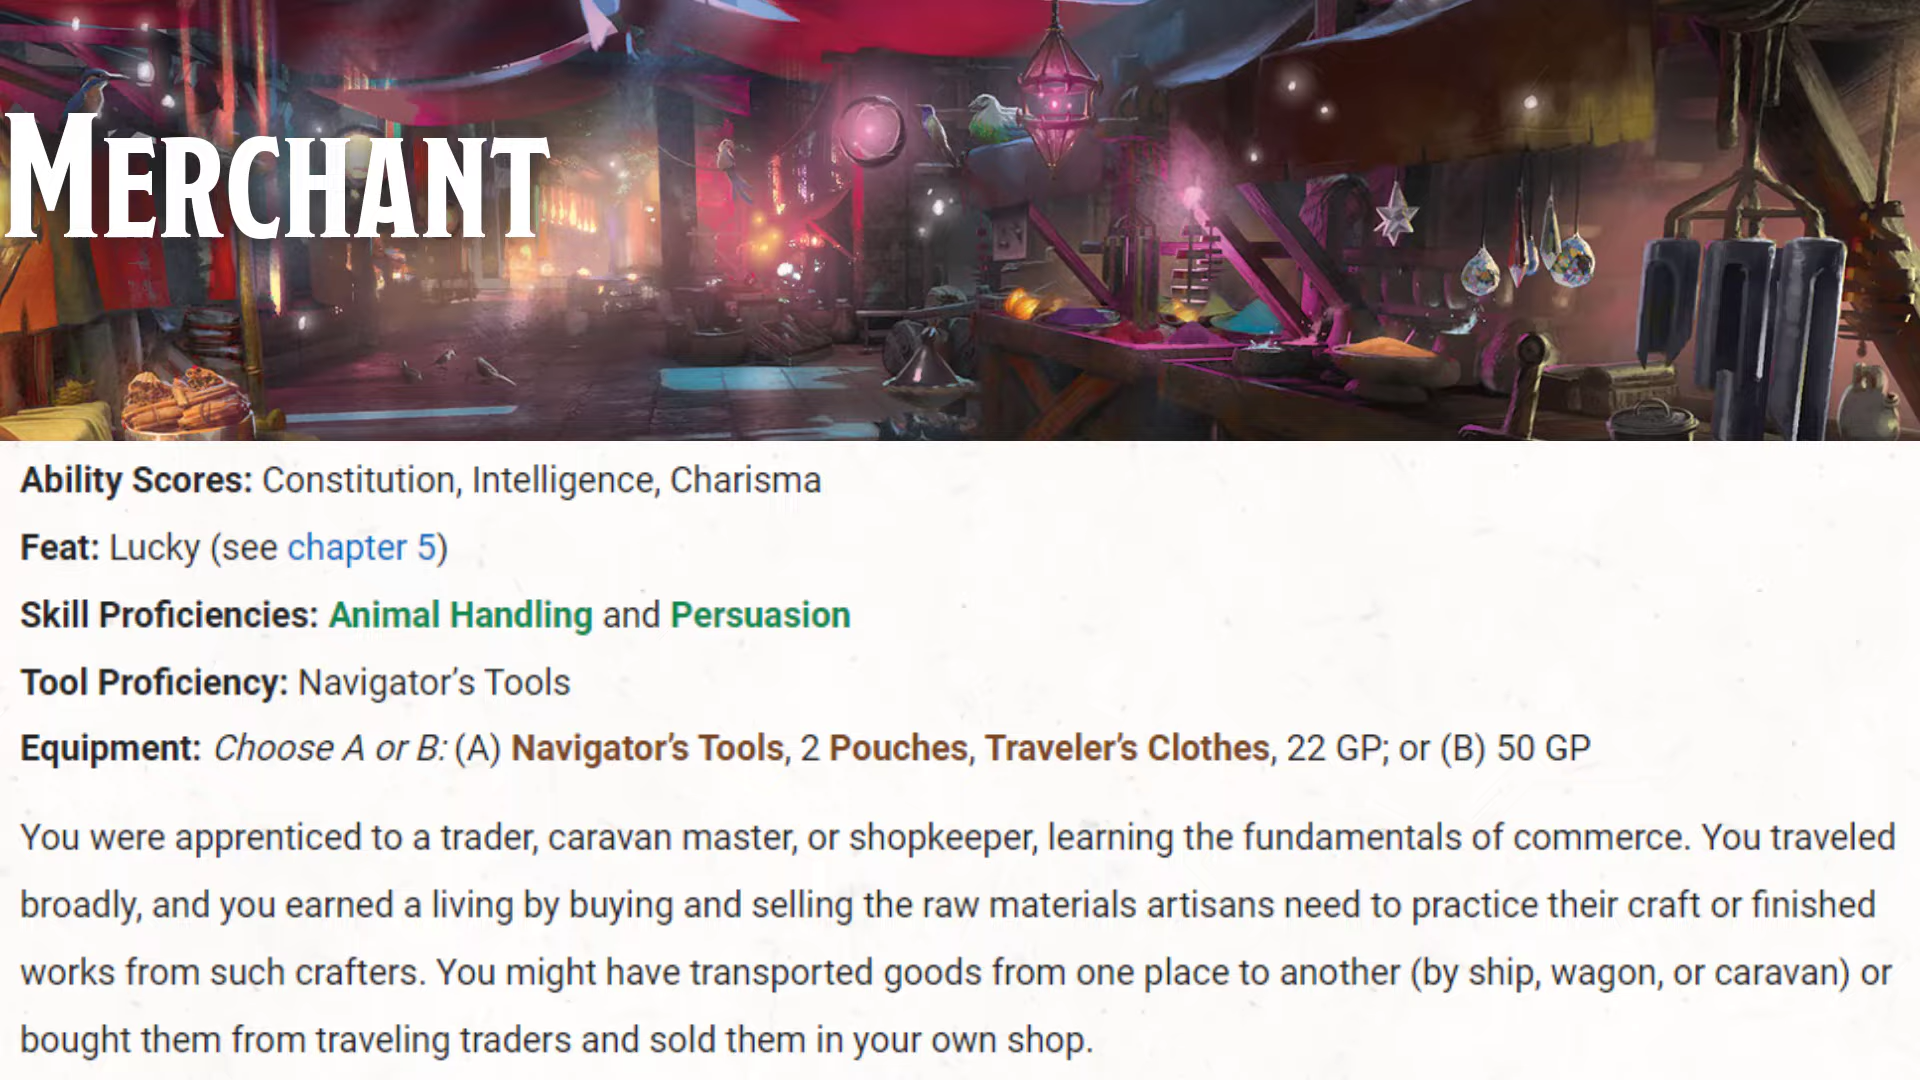 MERCHANT
Ability Scores: Constitution, Intelligence, Charisma
Feat: Lucky (see chapter 5)
Skill Proficiencies: Animal Handling and Persuasion
Tool Proficiency: Navigator’s Tools
Equipment: Choose A or B: (A) Navigator’s Tools, 2 Pouches, Traveler’s Clothes, 22 GP; or (B) 50 GP
You were apprenticed to a trader, caravan master, or shopkeeper, learning the fundamentals of commerce. You traveled
broadly, and you earned a living by buying and selling the raw materials artisans need to practice their craft or finished
works from such crafters. You might have transported goods from one place to another (by ship, wagon, or caravan) or
bought them from traveling traders and sold them in your own shop.